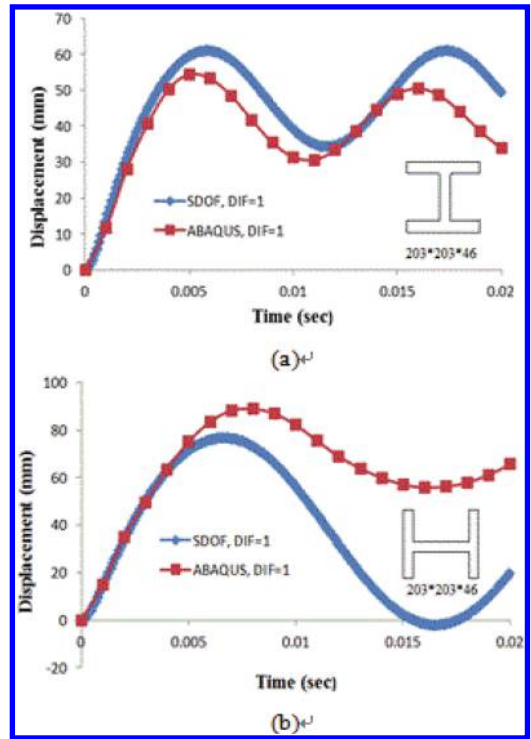 70
60
50
40
30
20
10
0
Displacement (mm)
SDOF, DIF=1
ABAQUS, DIF=1
203*203*46
0 0.005 0.01 0.015 0.02
Time (sec)
(a)↵
100
80
60
40
20
0
-20
Displacement (mm)
SDOF, DIF=1
ABAQUS, DIF=1
203*203*46
0 0.005 0.01 0.015 0.02
Time (sec)
(b)↵